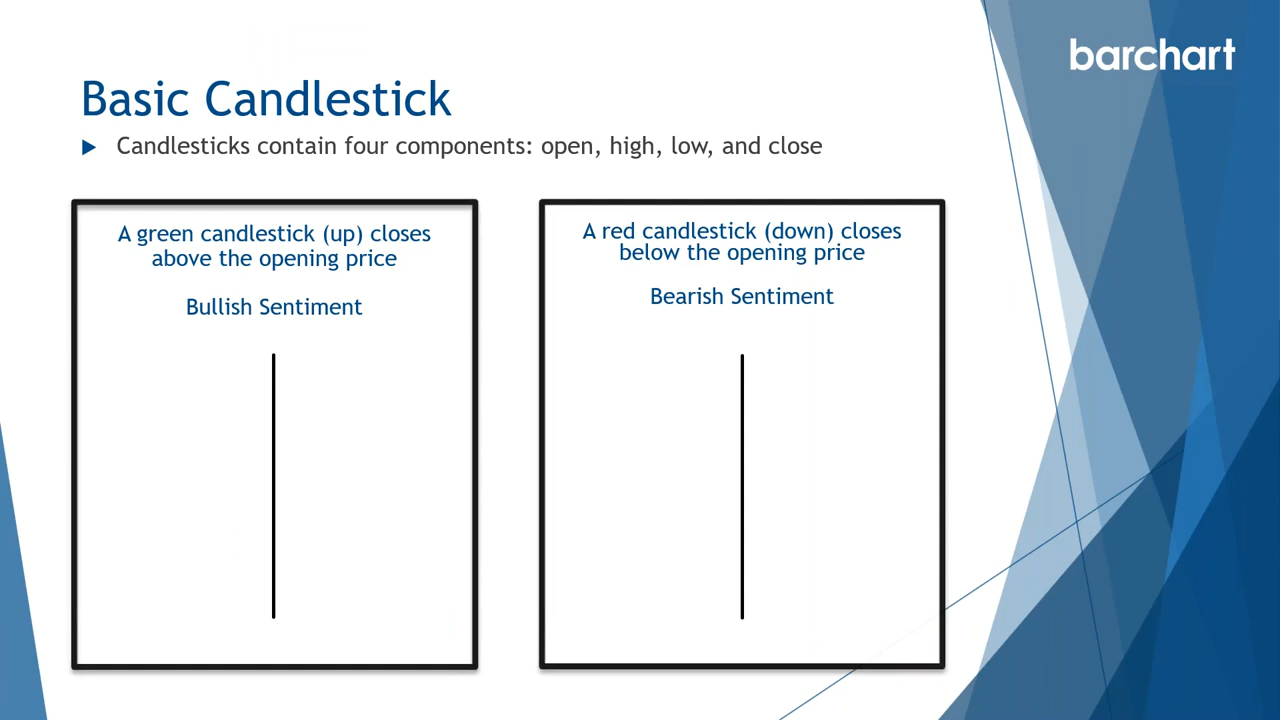 barchart
Basic Candlestick
Candlesticks contain four components: open, high, low, and close
A green candlestick (up) closes
above the opening price
Bullish Sentiment
A red candlestick (down) closes
below the opening price
Bearish Sentiment